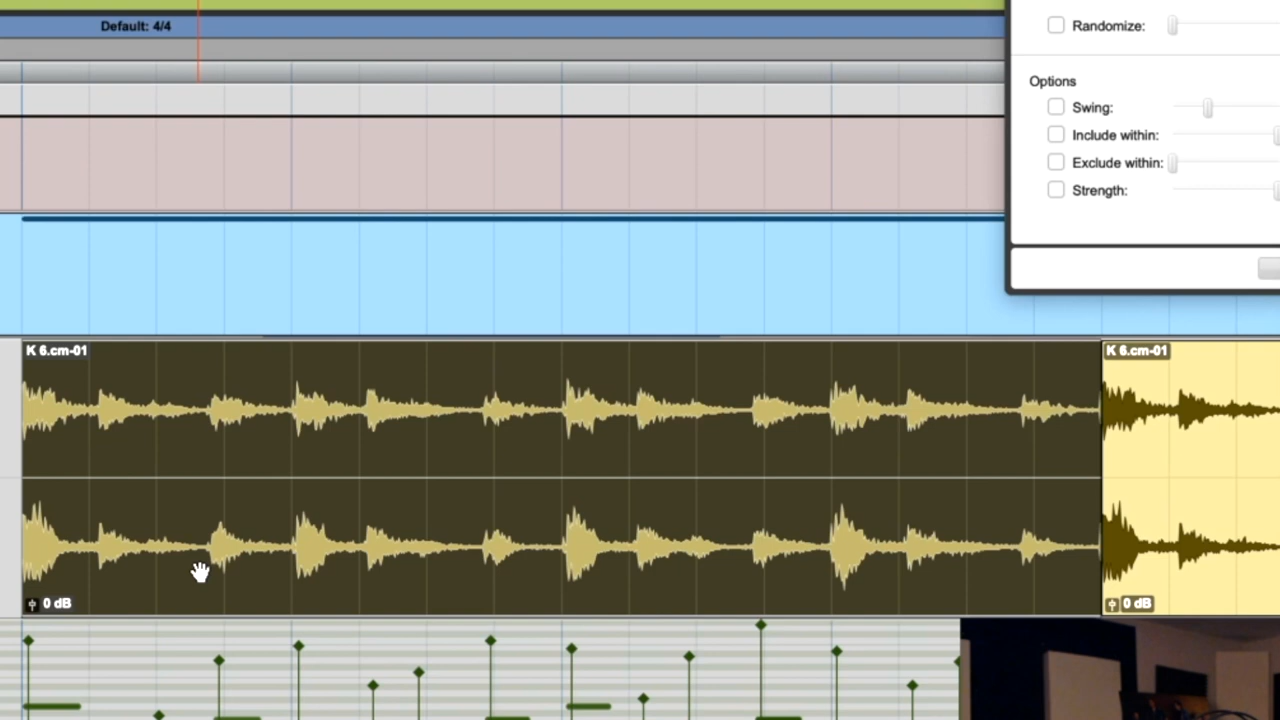 Default: 4/4
Randomize:
Options
Swing:
Include within:
Exclude within:
Strength:
K 6.cm-01
K 6.cm-01
0 dB
0 dB